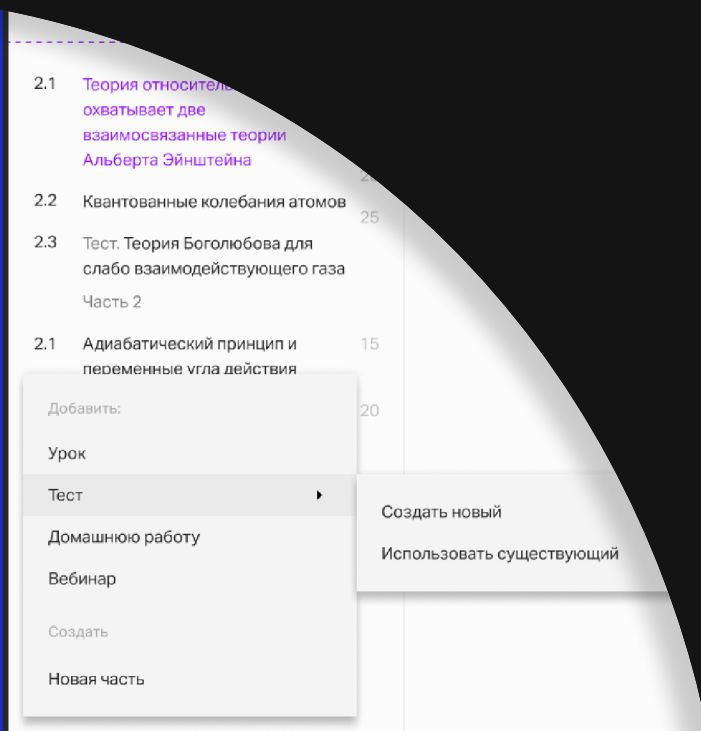 2.1 Теория относитель
охватывает две
взаимосвязанные теории
Альберта Эйнштейна
2.2 Квантованные колебания атомов
25
2.3 Тест. Теория Боголюбова для
слабо взаимодействующего газа
Часть 2
2.1 Адиабатический принцип и 15
переменные угла действия
20
Добавить:
Урок
Тест
Домашнюю работу
Вебинар
Создать
Новая часть
Создать новый
Использовать существующий